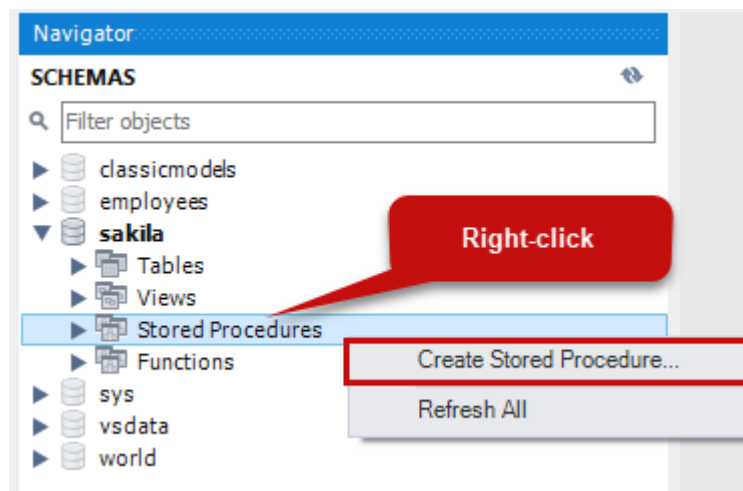 Navigator
SCHEMAS
Filter objects
classicmodels
employees
sakila
Right-click
Tables
Views
Stored Procedures
Functions
Create Stored Procedure...
sys
Refresh All
vsdata
world